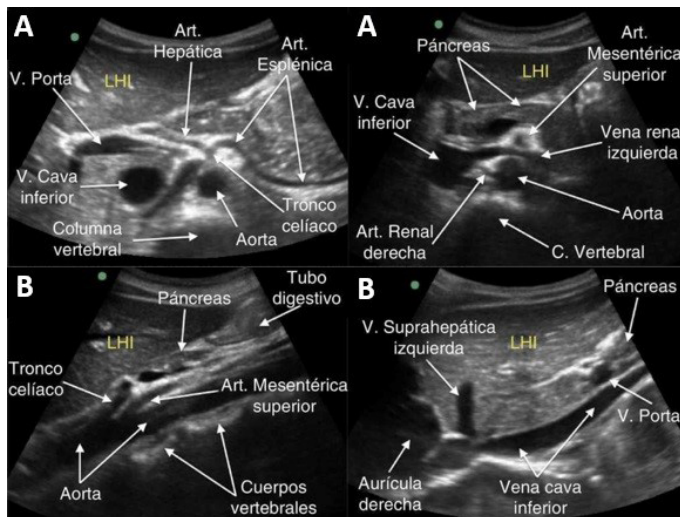 A
Art.
Hepática
Art.
Esplénica
V. Porta
LHI
V. Cava
inferior
Columna
vertebral
Aorta
Tronco
celíaco
A
Páncreas
LHI
Art.
Mesentérica
superior
V. Cava
inferior
Vena renal
izquierda
Art. Renal
derecha
Aorta
C. Vertebral
B
Páncreas
Tubo
digestivo
LHI
Tronco
celíaco
Art. Mesentérica
superior
Aorta
Cuerpos
vertebrales
B
Páncreas
V. Suprahepática
izquierda
LHI
V. Porta
Aurícula
derecha
Vena cava
inferior